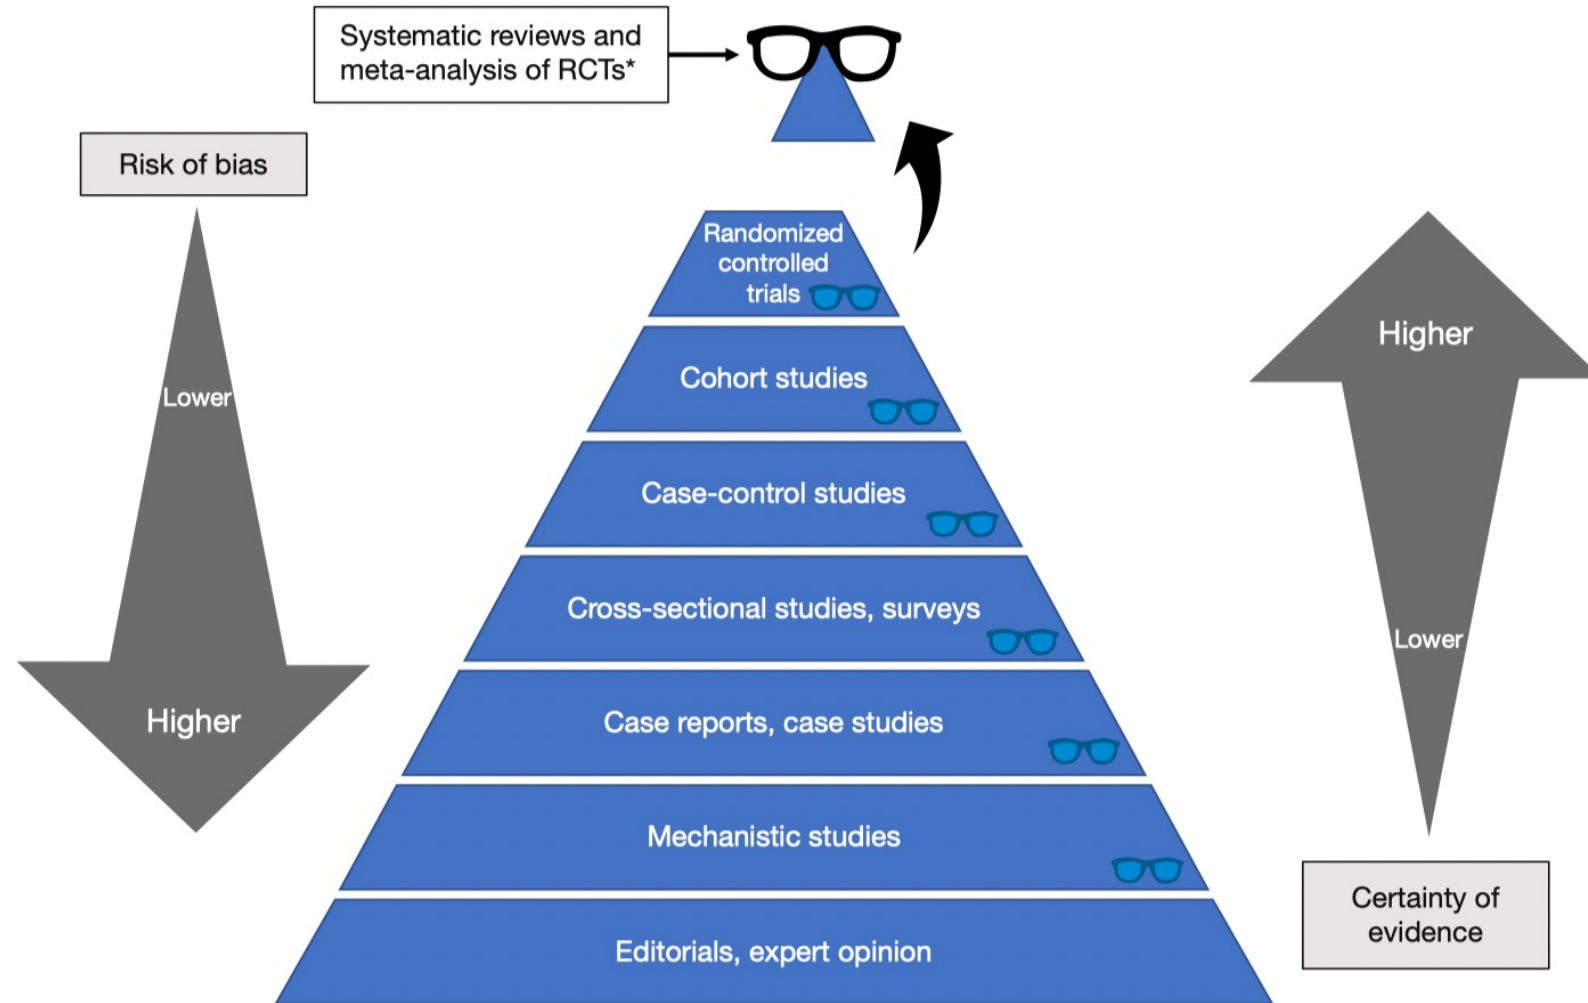 Systematic reviews and
meta-analysis of RCTs*
Risk of bias
Lower
Higher
Randomized
controlled
trials
Cohort studies
Case-control studies
Cross-sectional studies, surveys
Case reports, case studies
Mechanistic studies
Editorials, expert opinion
Higher
Lower
Certainty of
evidence